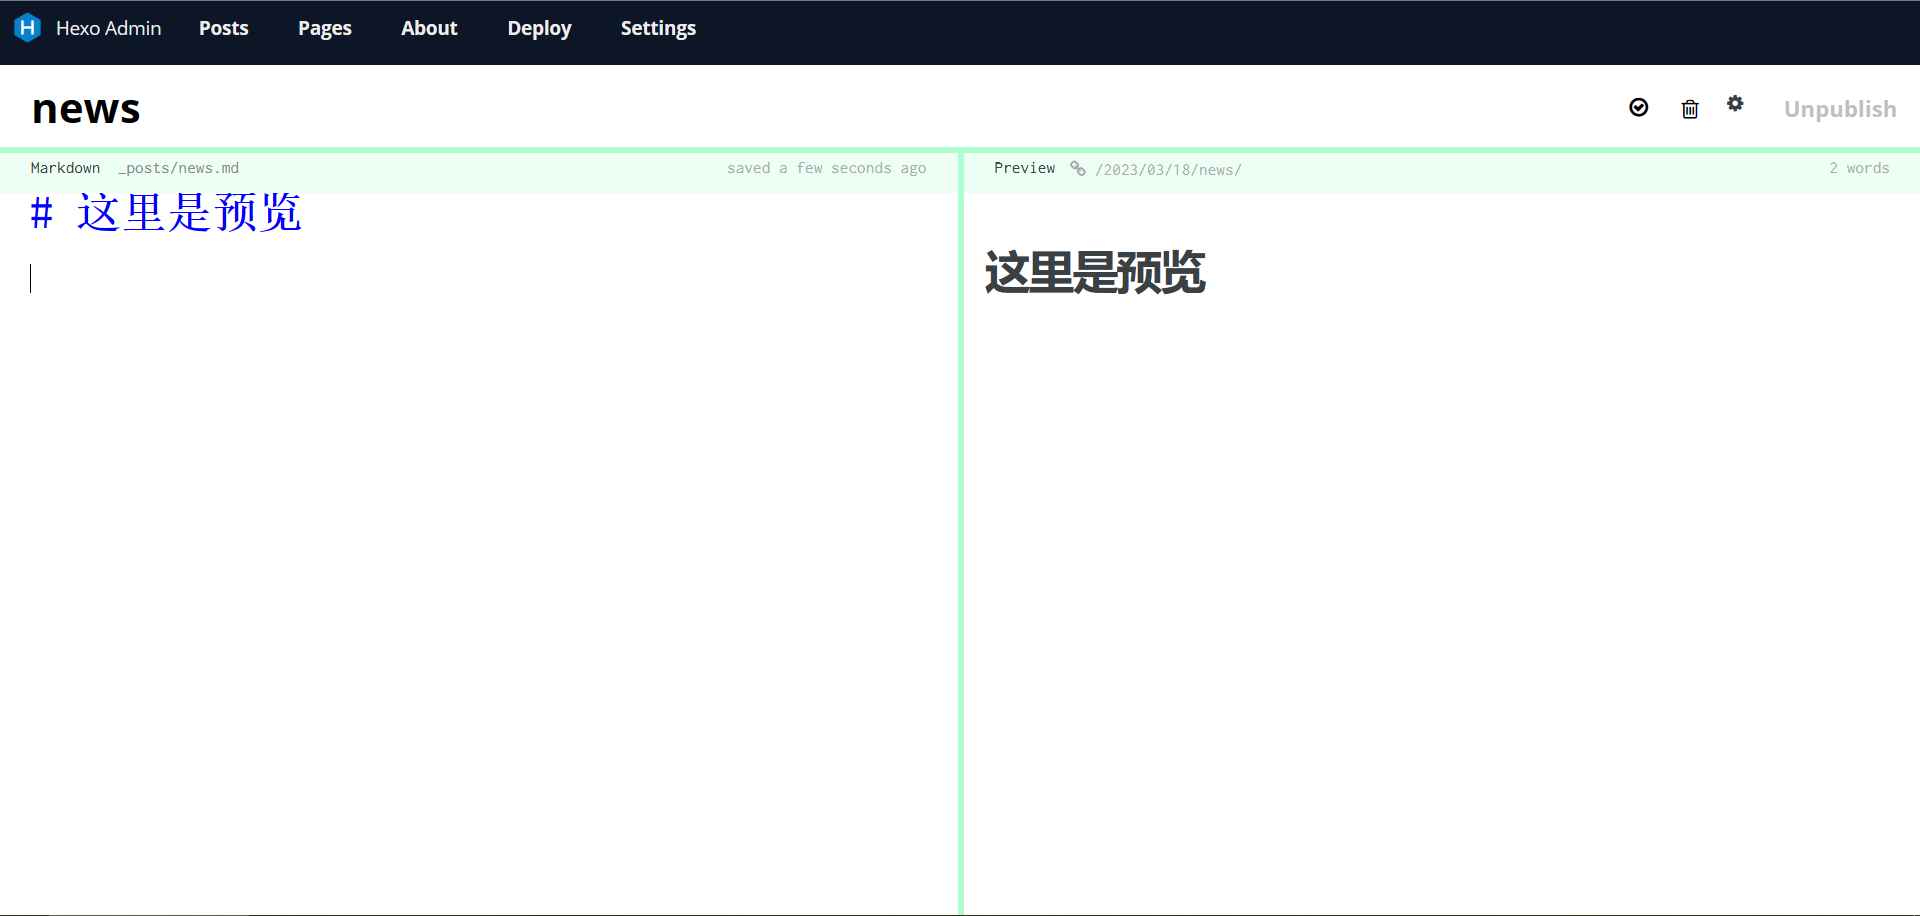 H Hexo Admin Posts Pages About Deploy Settings
news
Unpublish
Markdown _posts/news.md saved a few seconds ago
# 这里是预览
Preview /2023/03/18/news/ 2 words
这里是预览